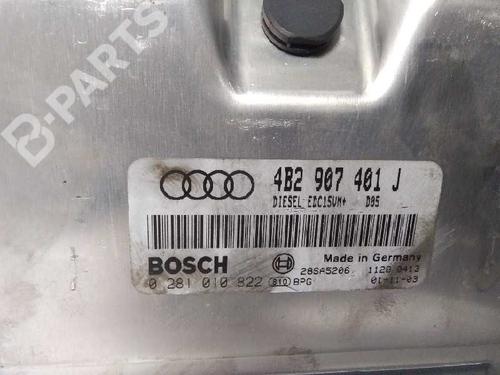 B-PARTS
4B2 907 401 J
DIESEL EDC15VM+ D05
BOSCH
Made in Germany
28SA5206 1120 0413
0 281 010 822 810 BPG 01-11-03